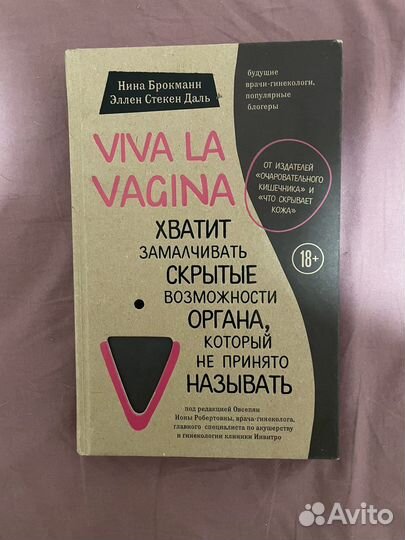 Нина Брокманн
Эллен Стекен Даль
будущие
врачи-гинекологи,
популярные
блогеры
VIVA LA
VAGINA
ОТ ИЗДАТЕЛЕЙ
«ОЧАРОВАТЕЛЬНОГО
КИШЕЧНИКА» И
«ЧТО СКРЫВАЕТ
КОЖА»
18+
ХВАТИТ
ЗАМАЛЧИВАТЬ
СКРЫТЫЕ
ВОЗМОЖНОСТИ
ОРГАНА,
КОТОРЫЙ
НЕ ПРИНЯТО
НАЗЫВАТЬ
под редакцией Овсепян
Ионы Робертовны, врача-гинеколога,
главного специалиста по акушерству
и гинекологии клиники Инвитро
Avito